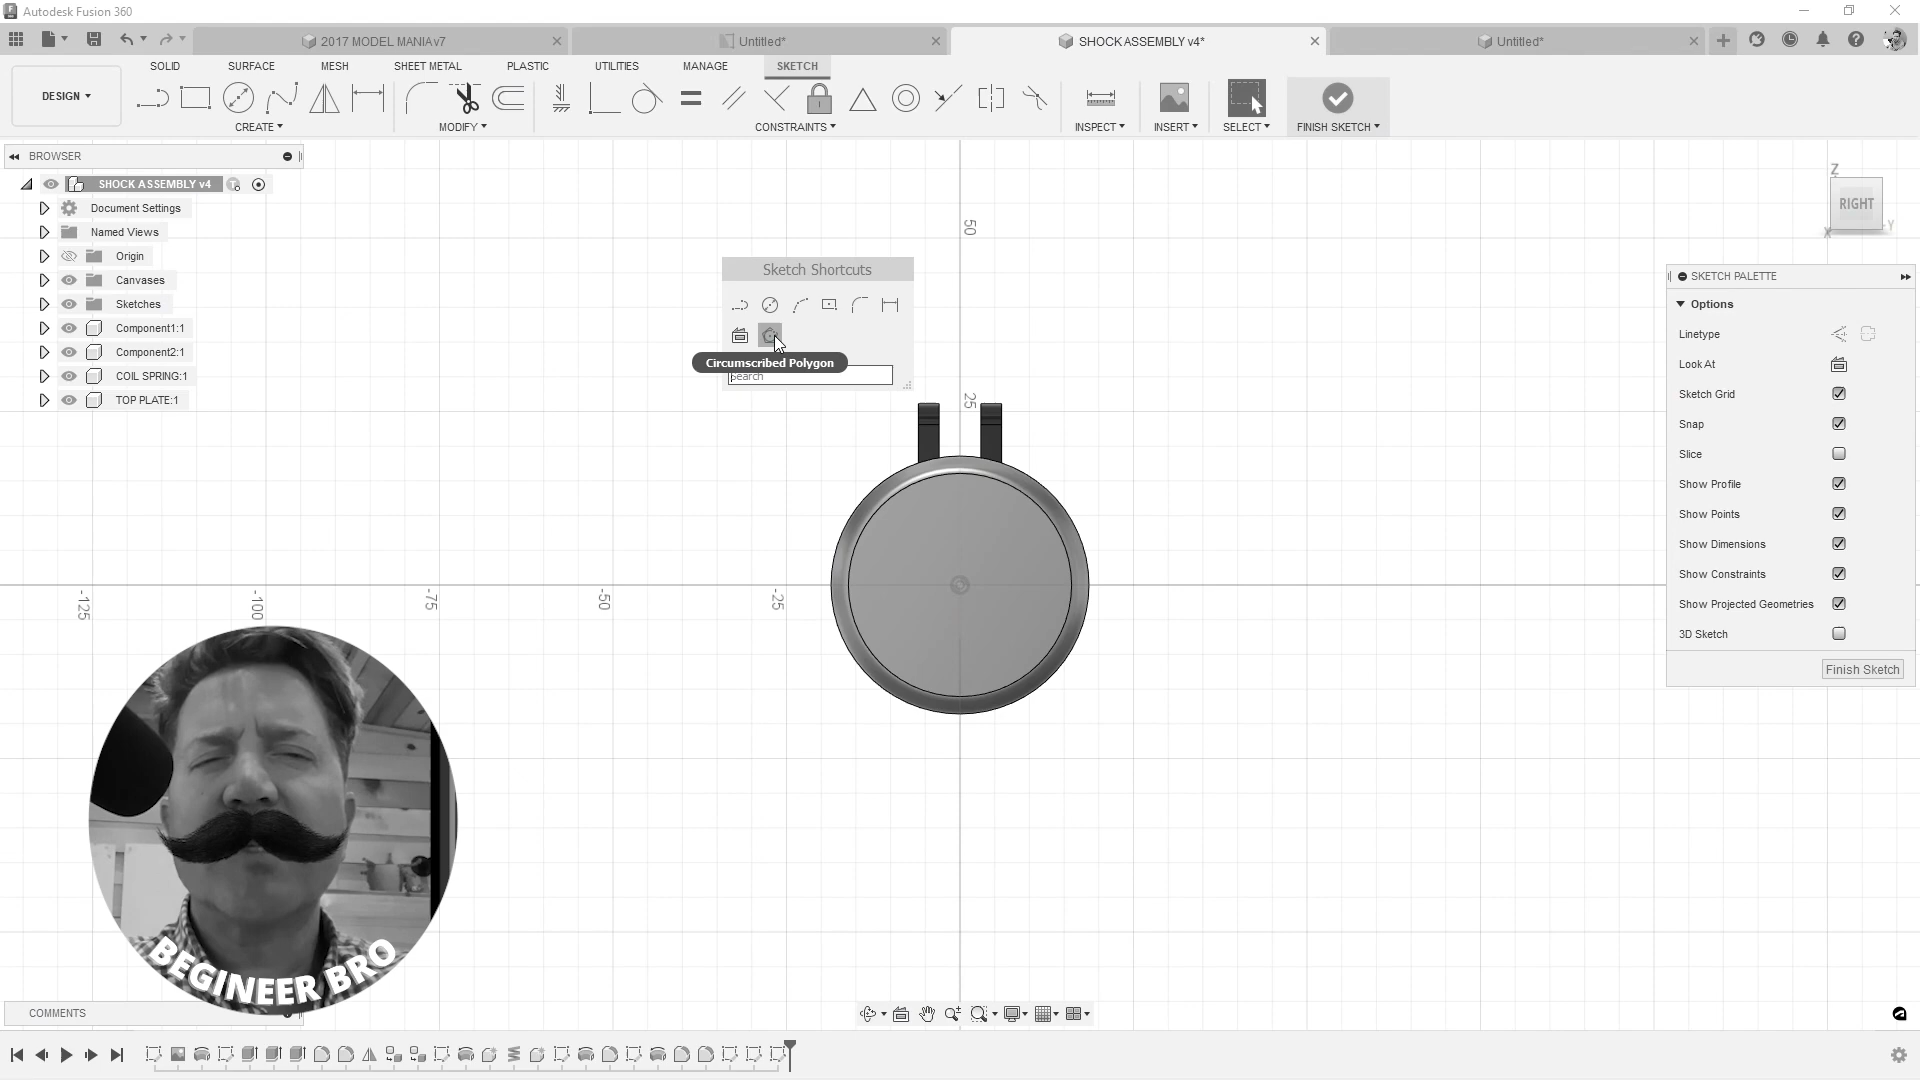 Autodesk Fusion 360
2017 MODEL MANIA v7
Untitled*
SHOCK ASSEMBLY v4*
Untitled*
SOLID
SURFACE
MESH
SHEET METAL
PLASTIC
UTILITIES
MANAGE
SKETCH
DESIGN
CREATE
MODIFY
CONSTRAINTS
INSPECT
INSERT
SELECT
FINISH SKETCH
BROWSER
SHOCK ASSEMBLY v4
Document Settings
Named Views
Origin
Canvases
Sketches
Component1:1
Component2:1
COIL SPRING:1
TOP PLATE:1
Sketch Shortcuts
Circumscribed Polygon
Search
50
25
-125
-100
-75
-50
-25
Z
RIGHT
X
Y
SKETCH PALETTE
Options
Linetype
Look At
Sketch Grid
Snap
Slice
Show Profile
Show Points
Show Dimensions
Show Constraints
Show Projected Geometries
3D Sketch
Finish Sketch
BEGINEER BRO
COMMENTS